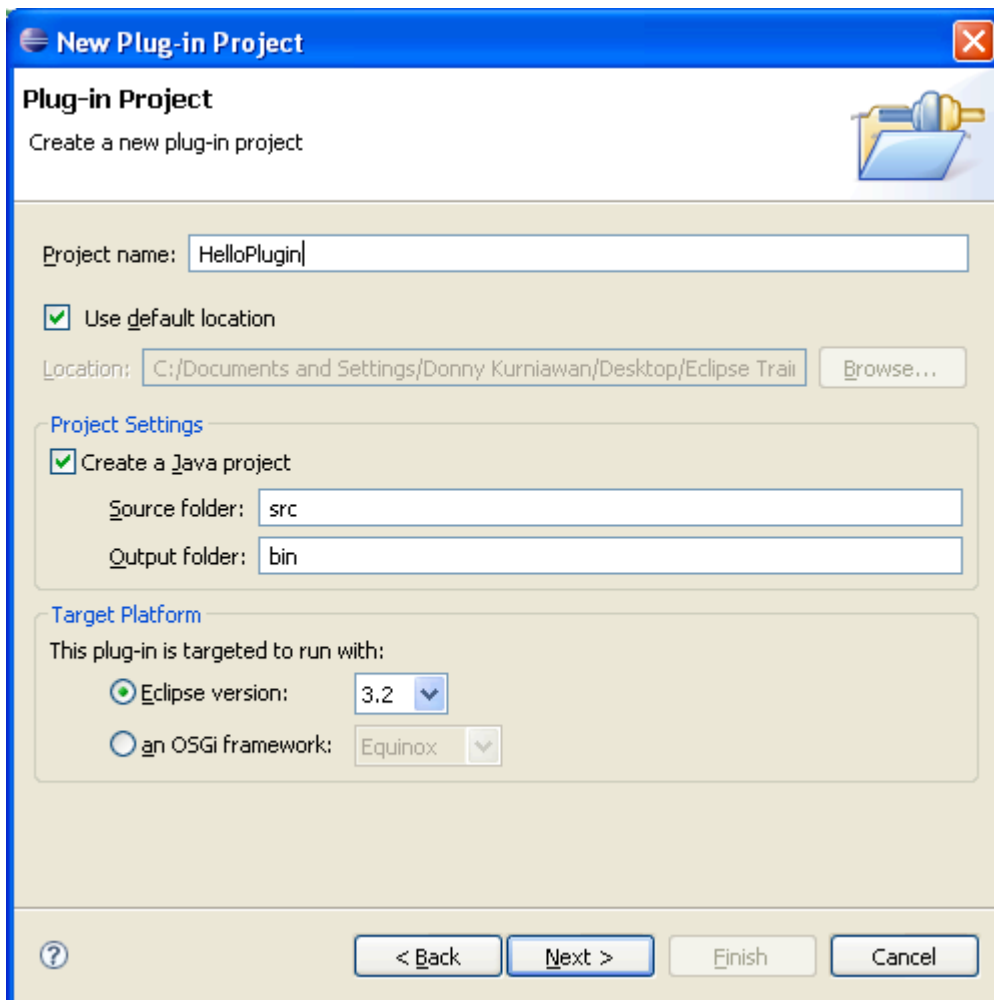 New Plug-in Project
Plug-in Project
Create a new plug-in project
Project name: HelloPlugin
Use default location
Location: C:/Documents and Settings/Donny Kurniawan/Desktop/Eclipse Traii Browse...
Project Settings
Create a Java project
Source folder: src
Output folder: bin
Target Platform
This plug-in is targeted to run with:
Eclipse version: 3.2
an OSGi framework: Equinox
? < Back Next > Finish Cancel